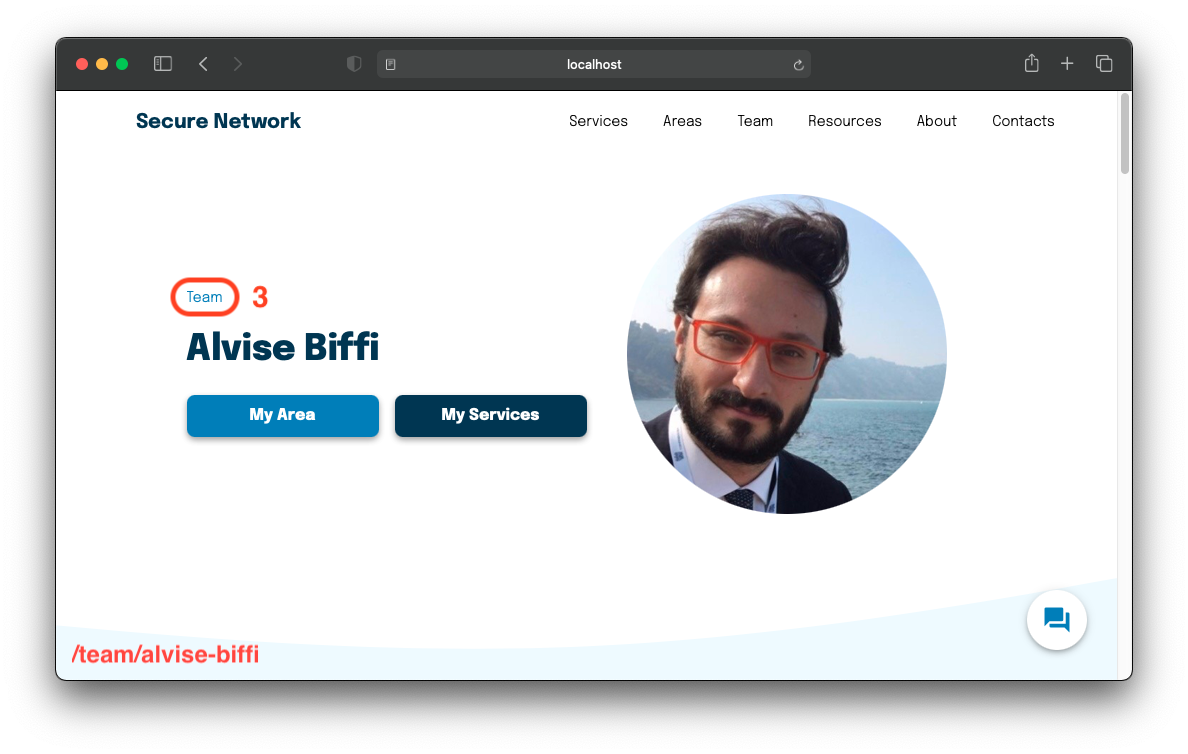 localhost
Secure Network
Services Areas Team Resources About Contacts
Team 3
Alvise Biffi
My Area My Services
/team/alvise-biffi